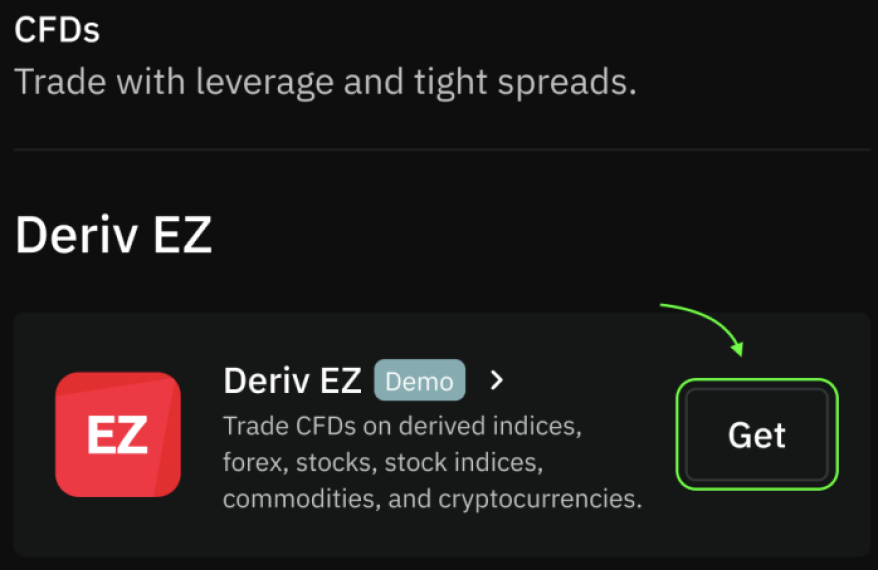 CFDs
Trade with leverage and tight spreads.
Deriv EZ
EZ
Deriv EZ Demo
Trade CFDs on derived indices,
forex, stocks, stock indices,
commodities, and cryptocurrencies.
Get